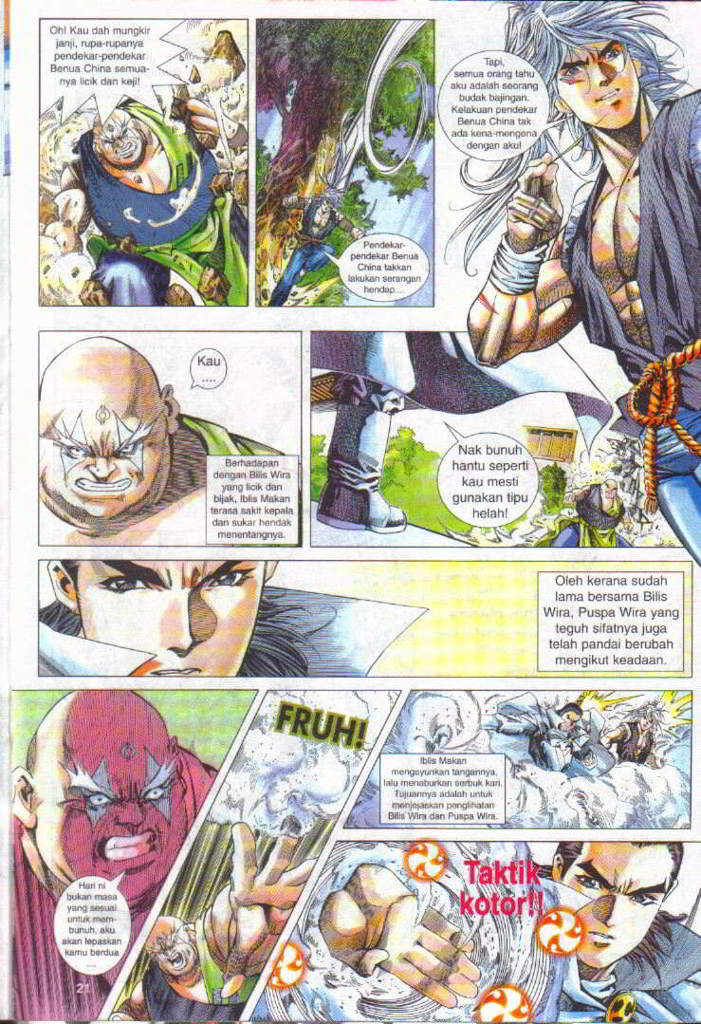 Oh! Kau dah mungkir
janji, rupa-rupanya
pendekar-pendekar
Benua China semua-
nya licik dan keji!
Pendekar-
pendekar Benua
China takkan
lakukan serangan
hendap....
Tapi,
semua orang tahu
aku adalah seorang
budak bajingan.
Kelakuan pendekar
Benua China tak
ada kena-mengena
dengan aku!
Kau
....
Berhadapan
dengan Bilis Wira
yang licik dan
bijak, Iblis Makan
terasa sakit kepala
dan sukar hendak
menentangnya.
Nak bunuh
hantu seperti
kau mesti
gunakan tipu
helah!
Oleh kerana sudah
lama bersama Bilis
Wira, Puspa Wira yang
teguh sifatnya juga
telah pandai berubah
mengikut keadaan.
Hari ni
bukan masa
yang sesuai
untuk mem-
bunuh, aku
akan lepaskan
kamu berdua
....
FRUH!
Iblis Makan
mengayunkan tangannya,
lalu menaburkan serbuk kari.
Tujuannya adalah untuk
menjejaskan penglihatan
Bilis Wira dan Puspa Wira.
Taktik
kotor!!
21